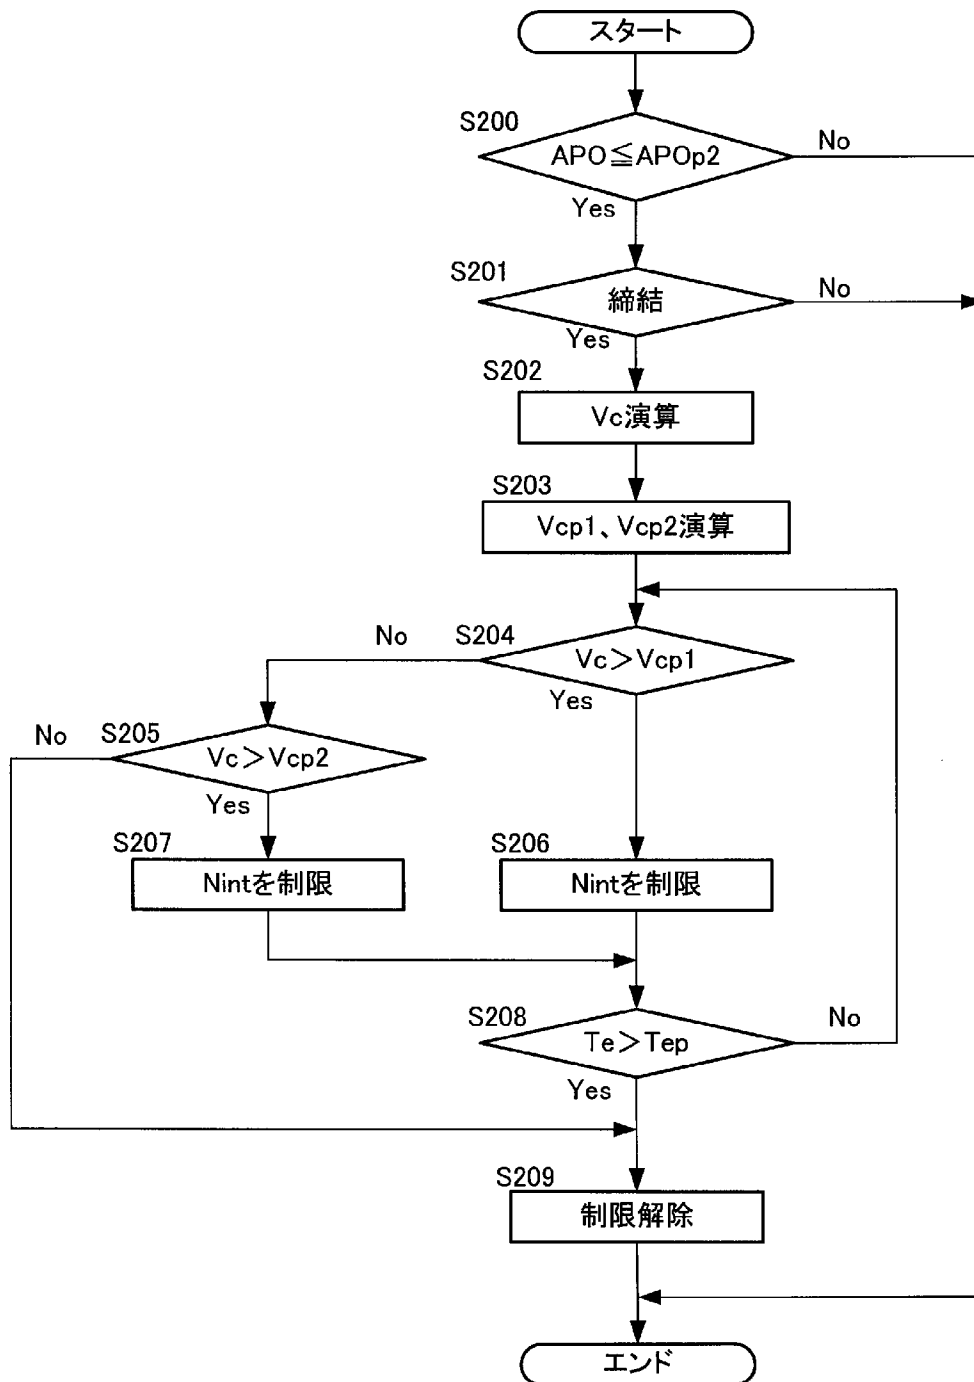 スタート
S200
APO≦APOp2
No
Yes
S201
締結
No
Yes
S202
Vc演算
S203
Vcp1、Vcp2演算
No
S204
Vc＞Vcp1
Yes
No
S205
Vc＞Vcp2
Yes
S207
Nintを制限
S206
Nintを制限
S208
Te＞Tep
No
Yes
S209
制限解除
エンド